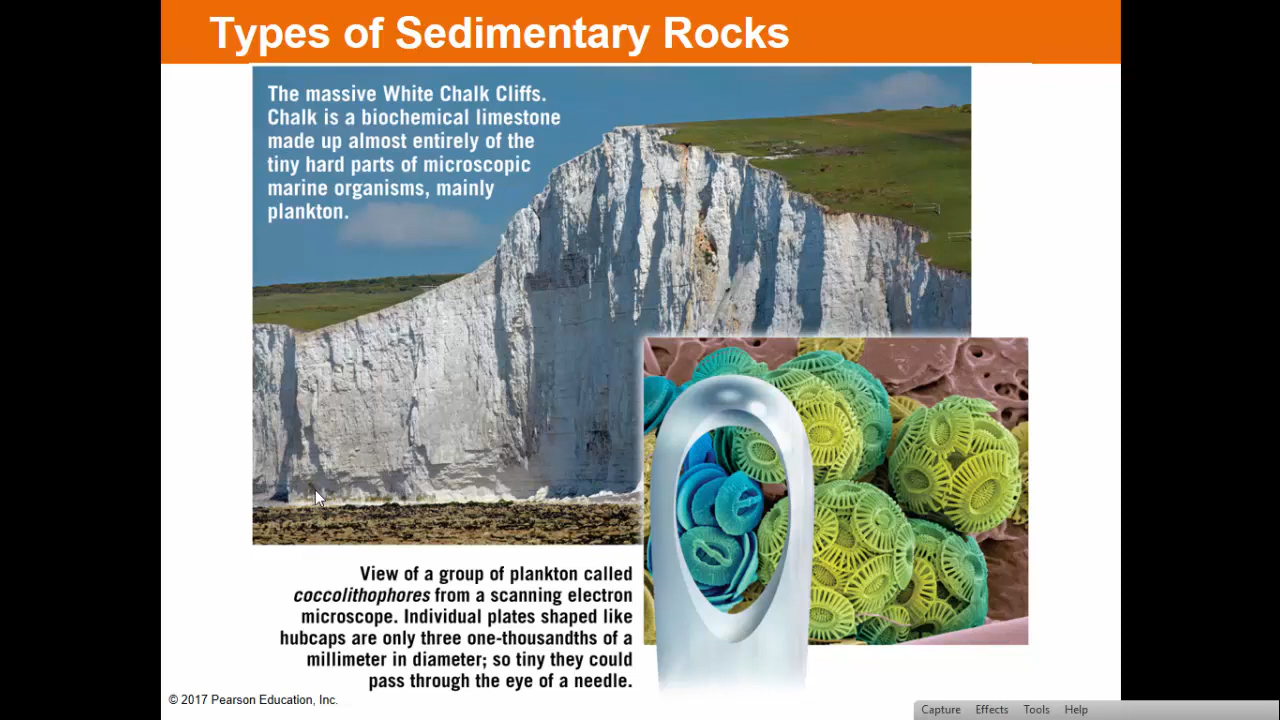 Types of Sedimentary Rocks
The massive White Chalk Cliffs.
Chalk is a biochemical limestone
made up almost entirely of the
tiny hard parts of microscopic
marine organisms, mainly
plankton.
View of a group of plankton called
coccolithophores from a scanning electron
microscope. Individual plates shaped like
hubcaps are only three one-thousandths of a
millimeter in diameter; so tiny they could
pass through the eye of a needle.
© 2017 Pearson Education, Inc.
Capture Effects Tools Help